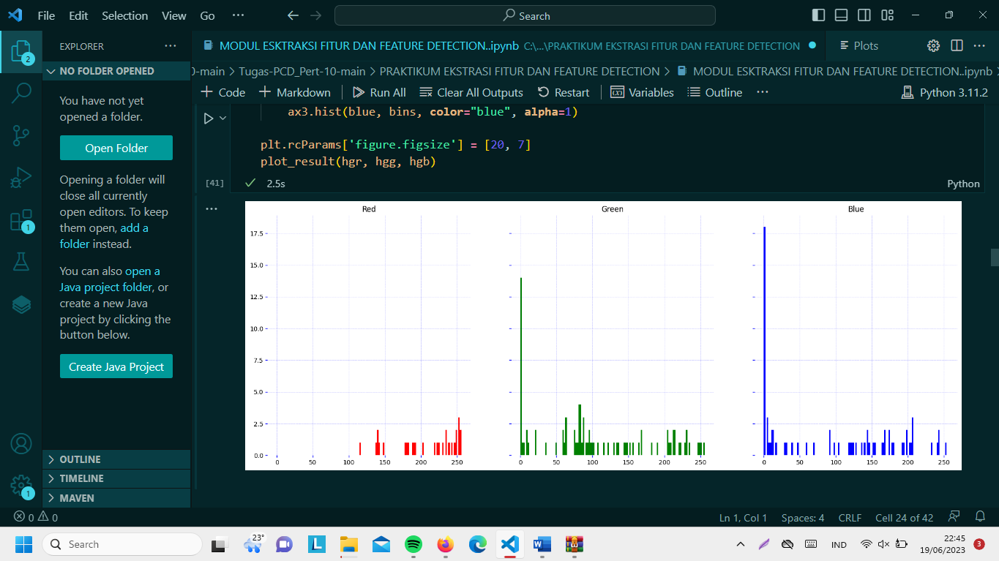 File Edit Selection View Go ···
Search
EXPLORER
NO FOLDER OPENED
You have not yet
opened a folder.
Open Folder
Opening a folder will
close all currently
open editors. To keep
them open, add a
folder instead.
You can also open a
Java project folder, or
create a new Java
project by clicking the
button below.
Create Java Project
OUTLINE
TIMELINE
MAVEN
2
1
1
MODUL ESKTRAKSI FITUR DAN FEATURE DETECTION..ipynb C:\...\PRAKTIKUM EKSTRASI FITUR DAN FEATURE DETECTION
Plots
0-main > Tugas-PCD_Pert-10-main > PRAKTIKUM EKSTRASI FITUR DAN FEATURE DETECTION > MODUL ESKTRAKSI FITUR DAN FEATURE DETECTION..ipynb >
+ Code + Markdown Run All Clear All Outputs Restart Variables Outline ··· Python 3.11.2
ax3.hist(blue, bins, color="blue", alpha=1)
plt.rcParams['figure.figsize'] = [20, 7]
plot_result(hgr, hgg, hgb)
[41] 2.5s Python
Red Green Blue
17.5
15.0
12.5
10.0
7.5
5.0
2.5
0.0
0 50 100 150 200 250
0 50 100 150 200 250
0 50 100 150 200 250
0 0 Ln 1, Col 1 Spaces: 4 CRLF Cell 24 of 42
Search
23°
L
W
IND
22:45
19/06/2023
3